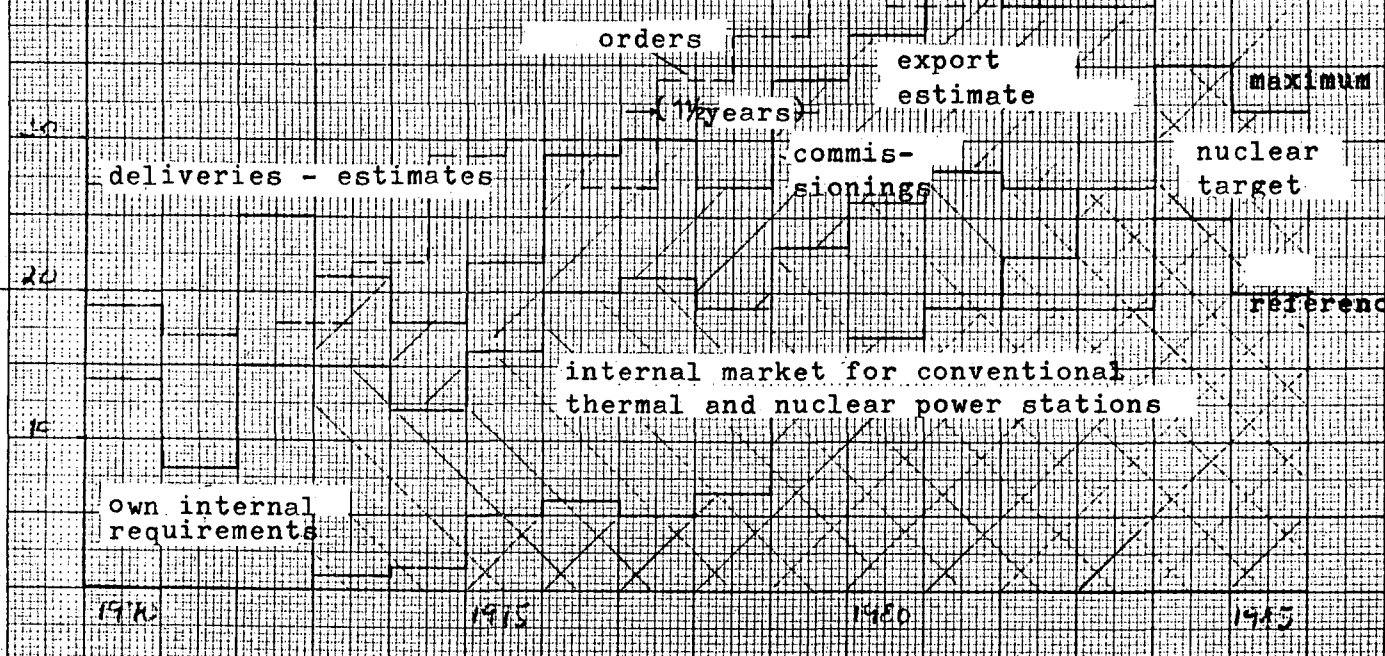 orders
export
estimate
maximum
(1½years)
commis-
sionings
nuclear
target
deliveries - estimates
20
internal market for conventional
thermal and nuclear power stations
own internal
requirements
1975
1980